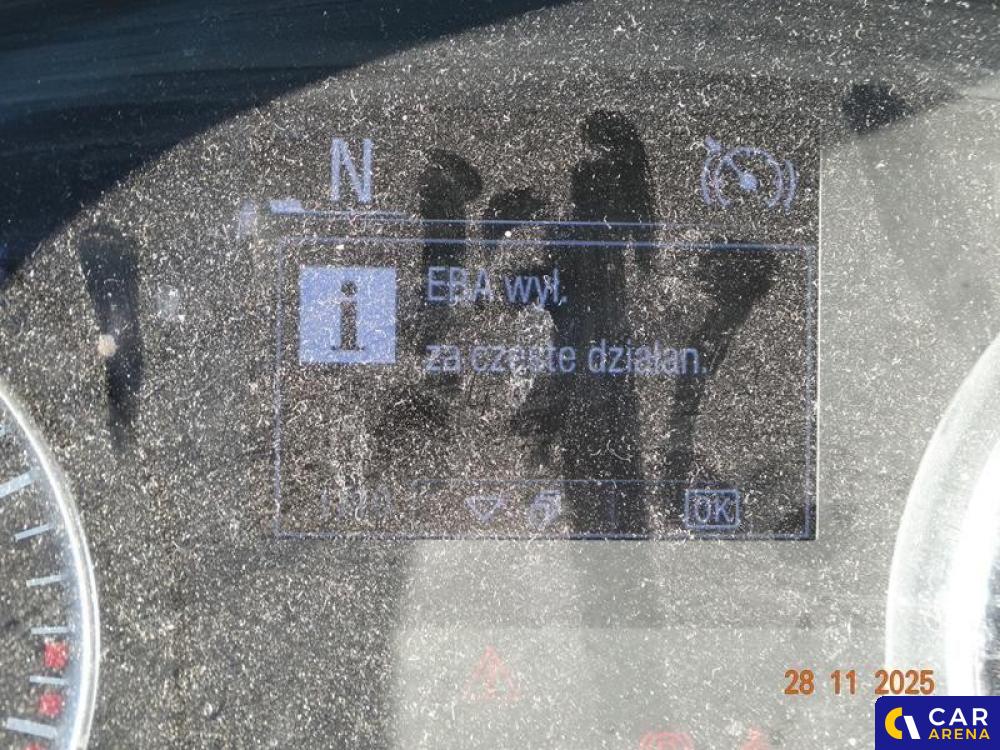 N
EBA wył.
za częste działan.
OK
28 11 2025
CAR
ARENA